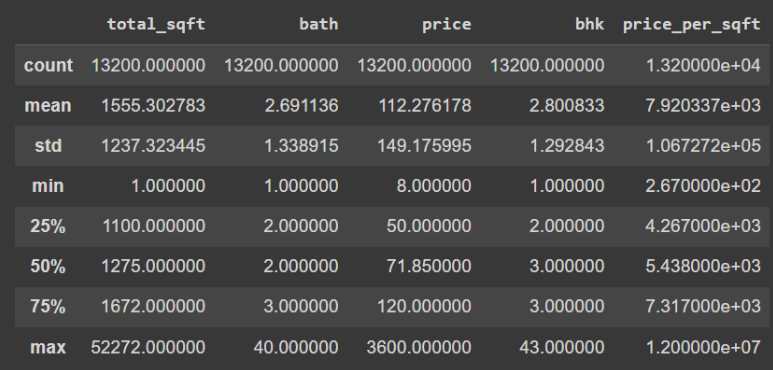 total_sqft bath price bhk price_per_sqft
count 13200.000000 13200.000000 13200.000000 13200.000000 1.320000e+04
mean 1555.302783 2.691136 112.276178 2.800833 7.920337e+03
std 1237.323445 1.338915 149.175995 1.292843 1.067272e+05
min 1.000000 1.000000 8.000000 1.000000 2.670000e+02
25% 1100.000000 2.000000 50.000000 2.000000 4.267000e+03
50% 1275.000000 2.000000 71.850000 3.000000 5.438000e+03
75% 1672.000000 3.000000 120.000000 3.000000 7.317000e+03
max 52272.000000 40.000000 3600.000000 43.000000 1.200000e+07